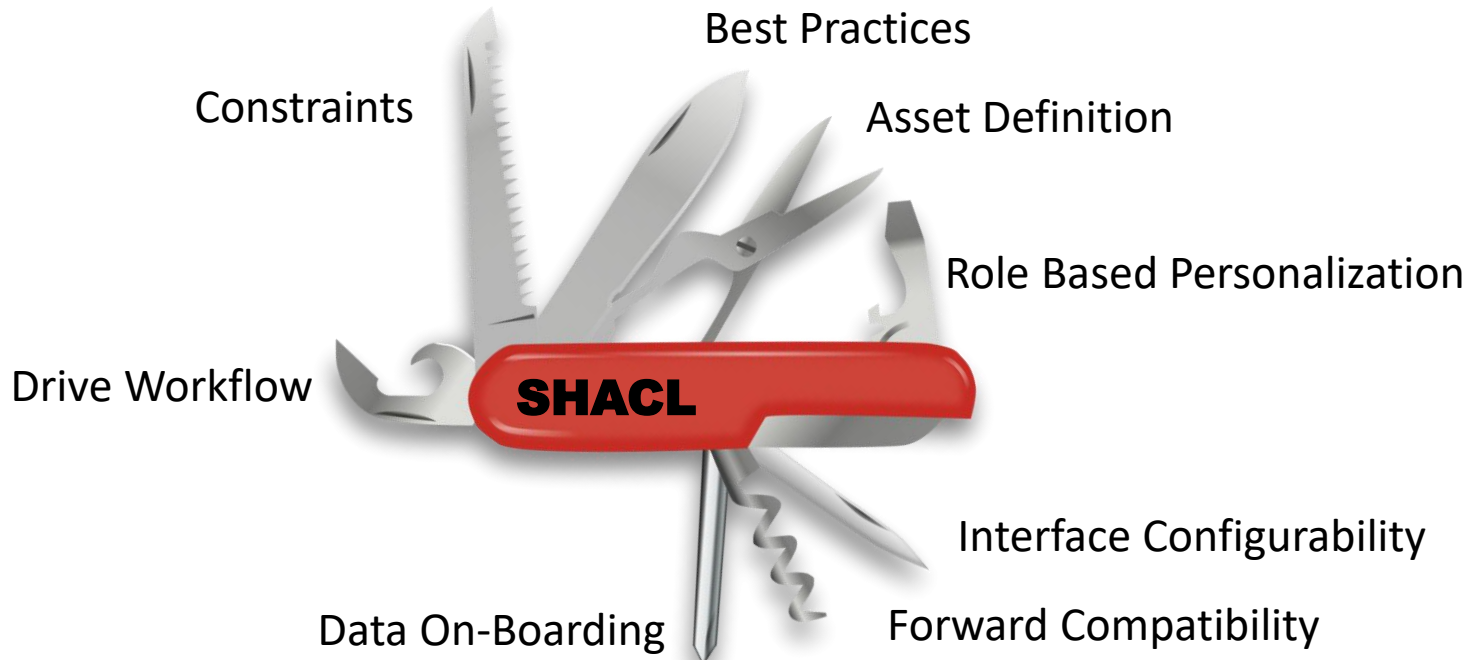 Best Practices
Constraints
Asset Definition
Role Based Personalization
Drive Workflow
SHACL
Interface Configurability
Data On-Boarding
Forward Compatibility